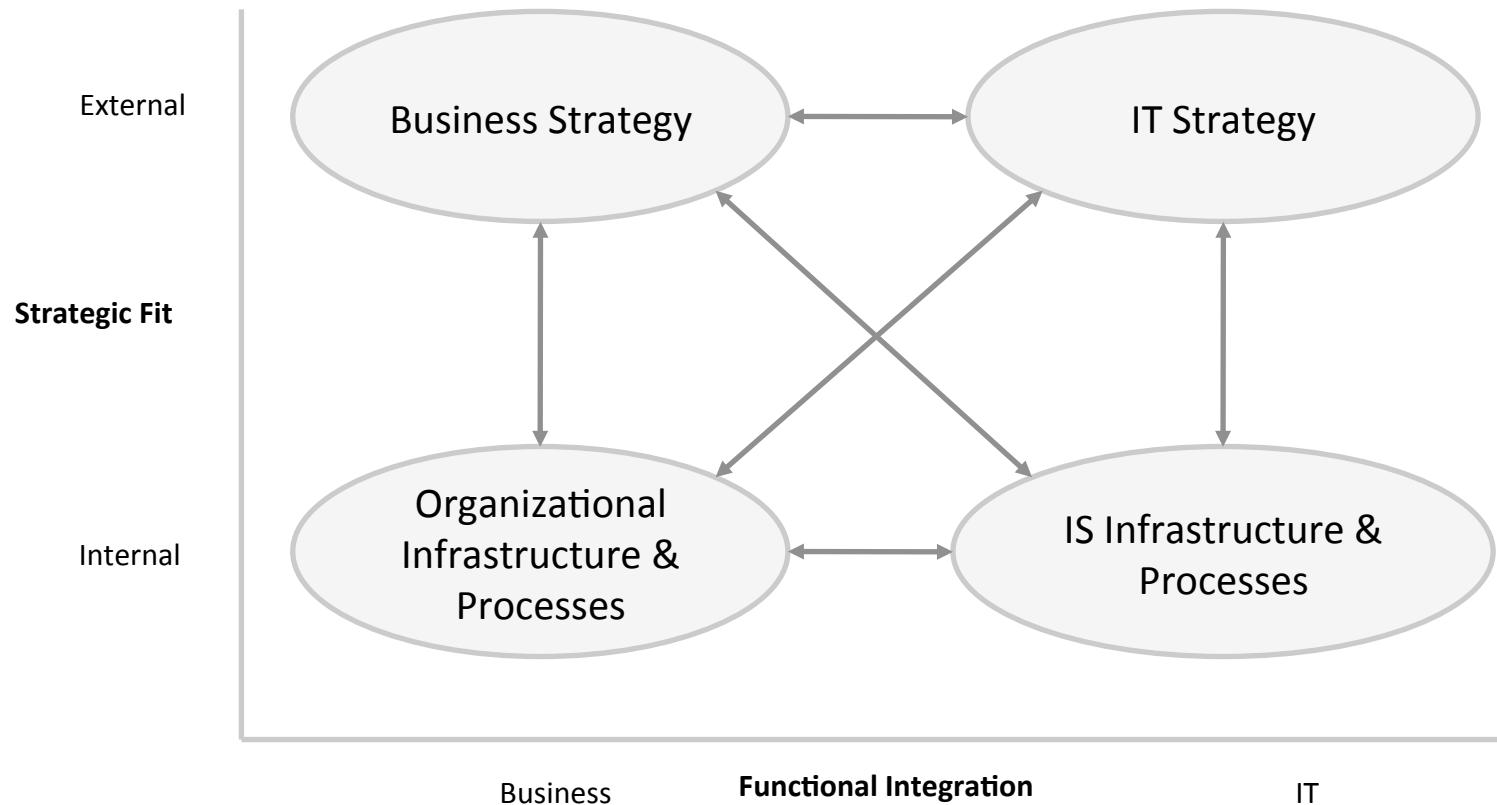 External
Business Strategy
IT Strategy
Strategic Fit
Organizational
Infrastructure &
Processes
Internal
IS Infrastructure &
Processes
Business
Functional Integration
IT